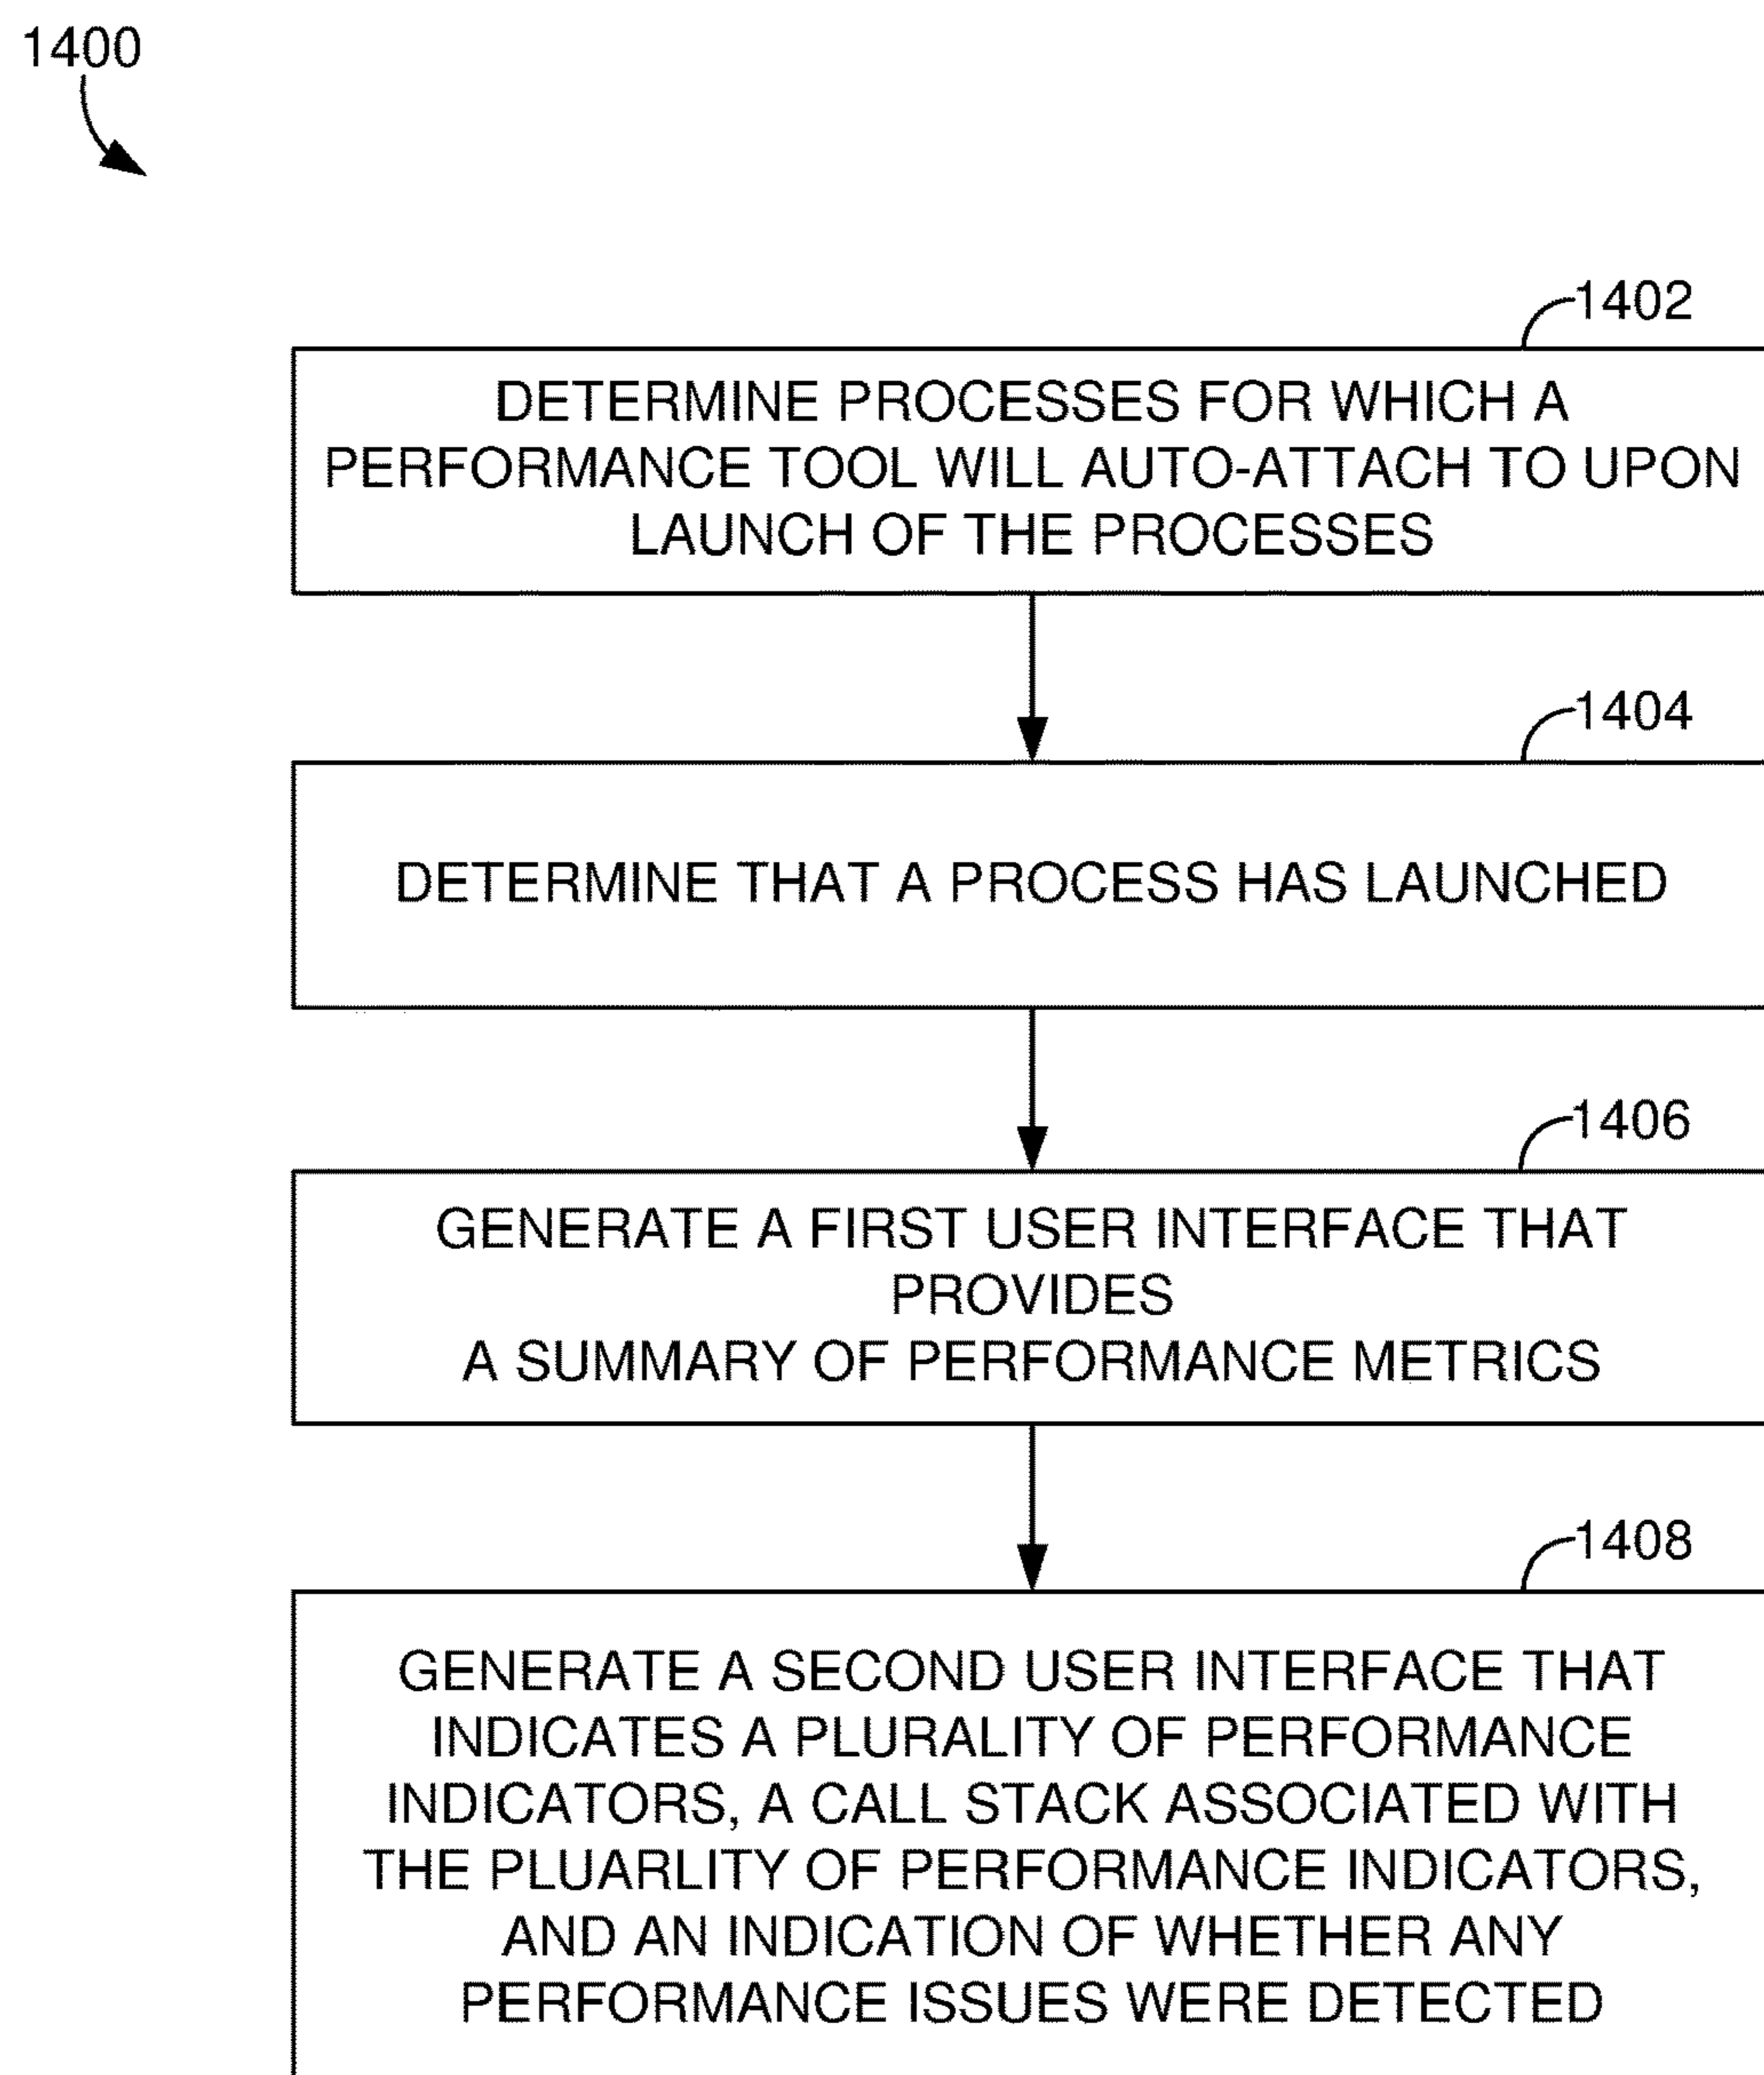 1400
1402
DETERMINE PROCESSES FOR WHICH A
PERFORMANCE TOOL WILL AUTO-ATTACH TO UPON
LAUNCH OF THE PROCESSES
1404
DETERMINE THAT A PROCESS HAS LAUNCHED
1406
GENERATE A FIRST USER INTERFACE THAT
PROVIDES
A SUMMARY OF PERFORMANCE METRICS
1408
GENERATE A SECOND USER INTERFACE THAT
INDICATES A PLURALITY OF PERFORMANCE
INDICATORS, A CALL STACK ASSOCIATED WITH
THE PLUARLITY OF PERFORMANCE INDICATORS,
AND AN INDICATION OF WHETHER ANY
PERFORMANCE ISSUES WERE DETECTED